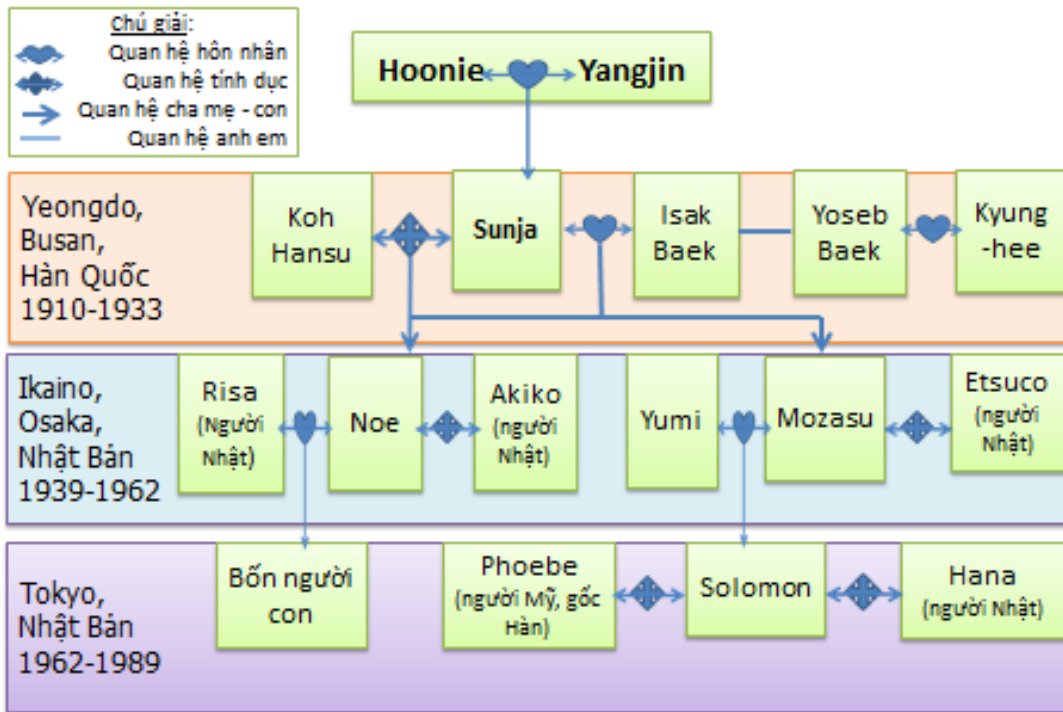 Chú giải:
Quan hệ hôn nhân
Quan hệ tính dục
Quan hệ cha mẹ - con
Quan hệ anh em
Hoonie
Yangjin
Yeongdo,
Busan,
Hàn Quốc
1910-1933
Koh
Hansu
Sunja
Isak
Baek
Yoseb
Baek
Kyung
-hee
Ikaino,
Osaka,
Nhật Bản
1939-1962
Risa
(Người
Nhật)
Noe
Akiko
(người
Nhật)
Yumi
Mozasu
Etsuco
(người
Nhật)
Tokyo,
Nhật Bản
1962-1989
Bốn người
con
Phoebe
(người Mỹ, gốc
Hàn)
Solomon
Hana
(người Nhật)